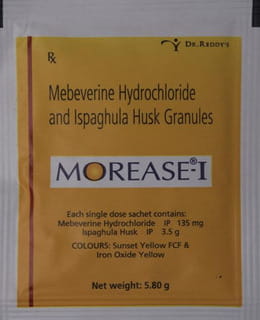 DR.REDDY'S
℞
Mebeverine Hydrochloride
and Ispaghula Husk Granules
MOREASE®-I
Each single dose sachet contains:
Mebeverine Hydrochloride IP 135 mg
Ispaghula Husk IP 3.5 g
COLOURS: Sunset Yellow FCF &
Iron Oxide Yellow
Net weight: 5.80 g